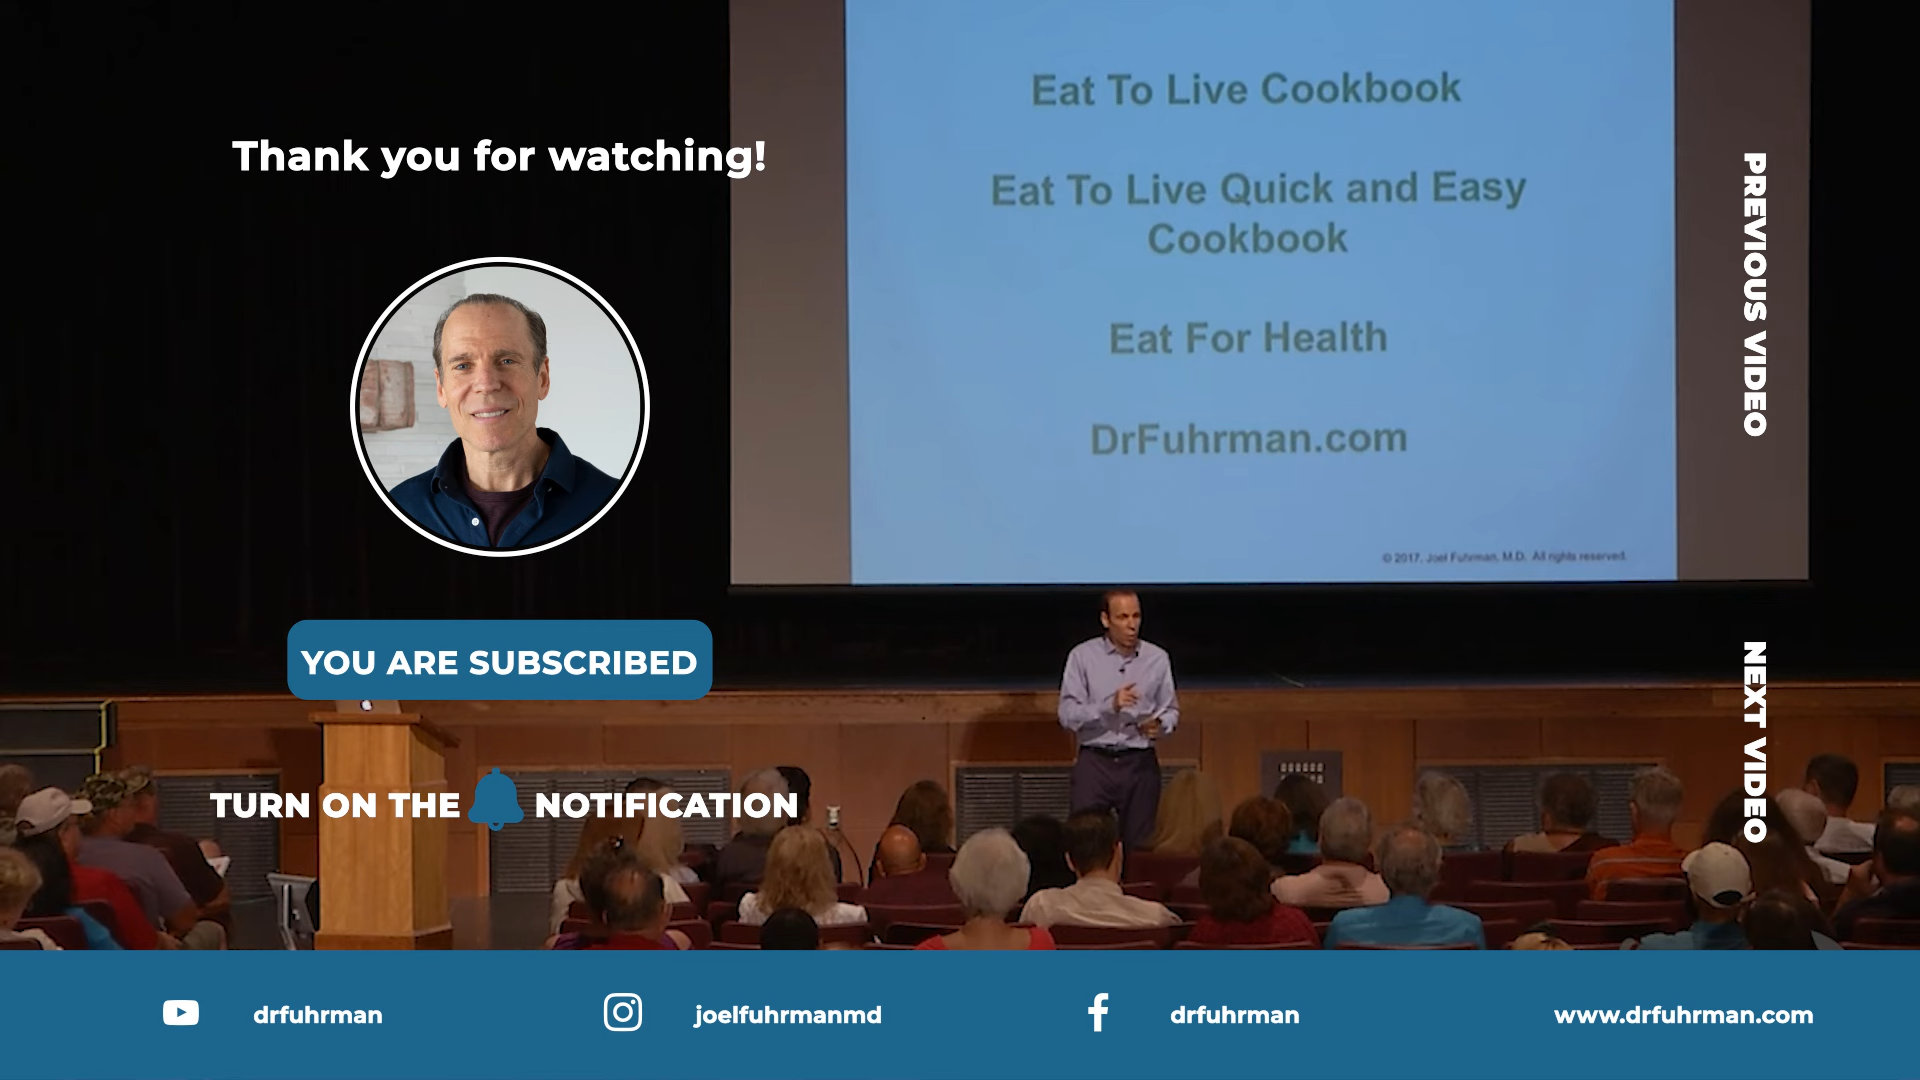 Eat To Live Cookbook
Eat To Live Quick and Easy
Cookbook
Eat For Health
DrFuhrman.com
© 2017, Joel Fuhrman, M.D. All rights reserved.
Thank you for watching!
YOU ARE SUBSCRIBED
TURN ON THE NOTIFICATION
PREVIOUS VIDEO
NEXT VIDEO
drfuhrman
joelfuhrmanmd
drfuhrman
www.drfuhrman.com